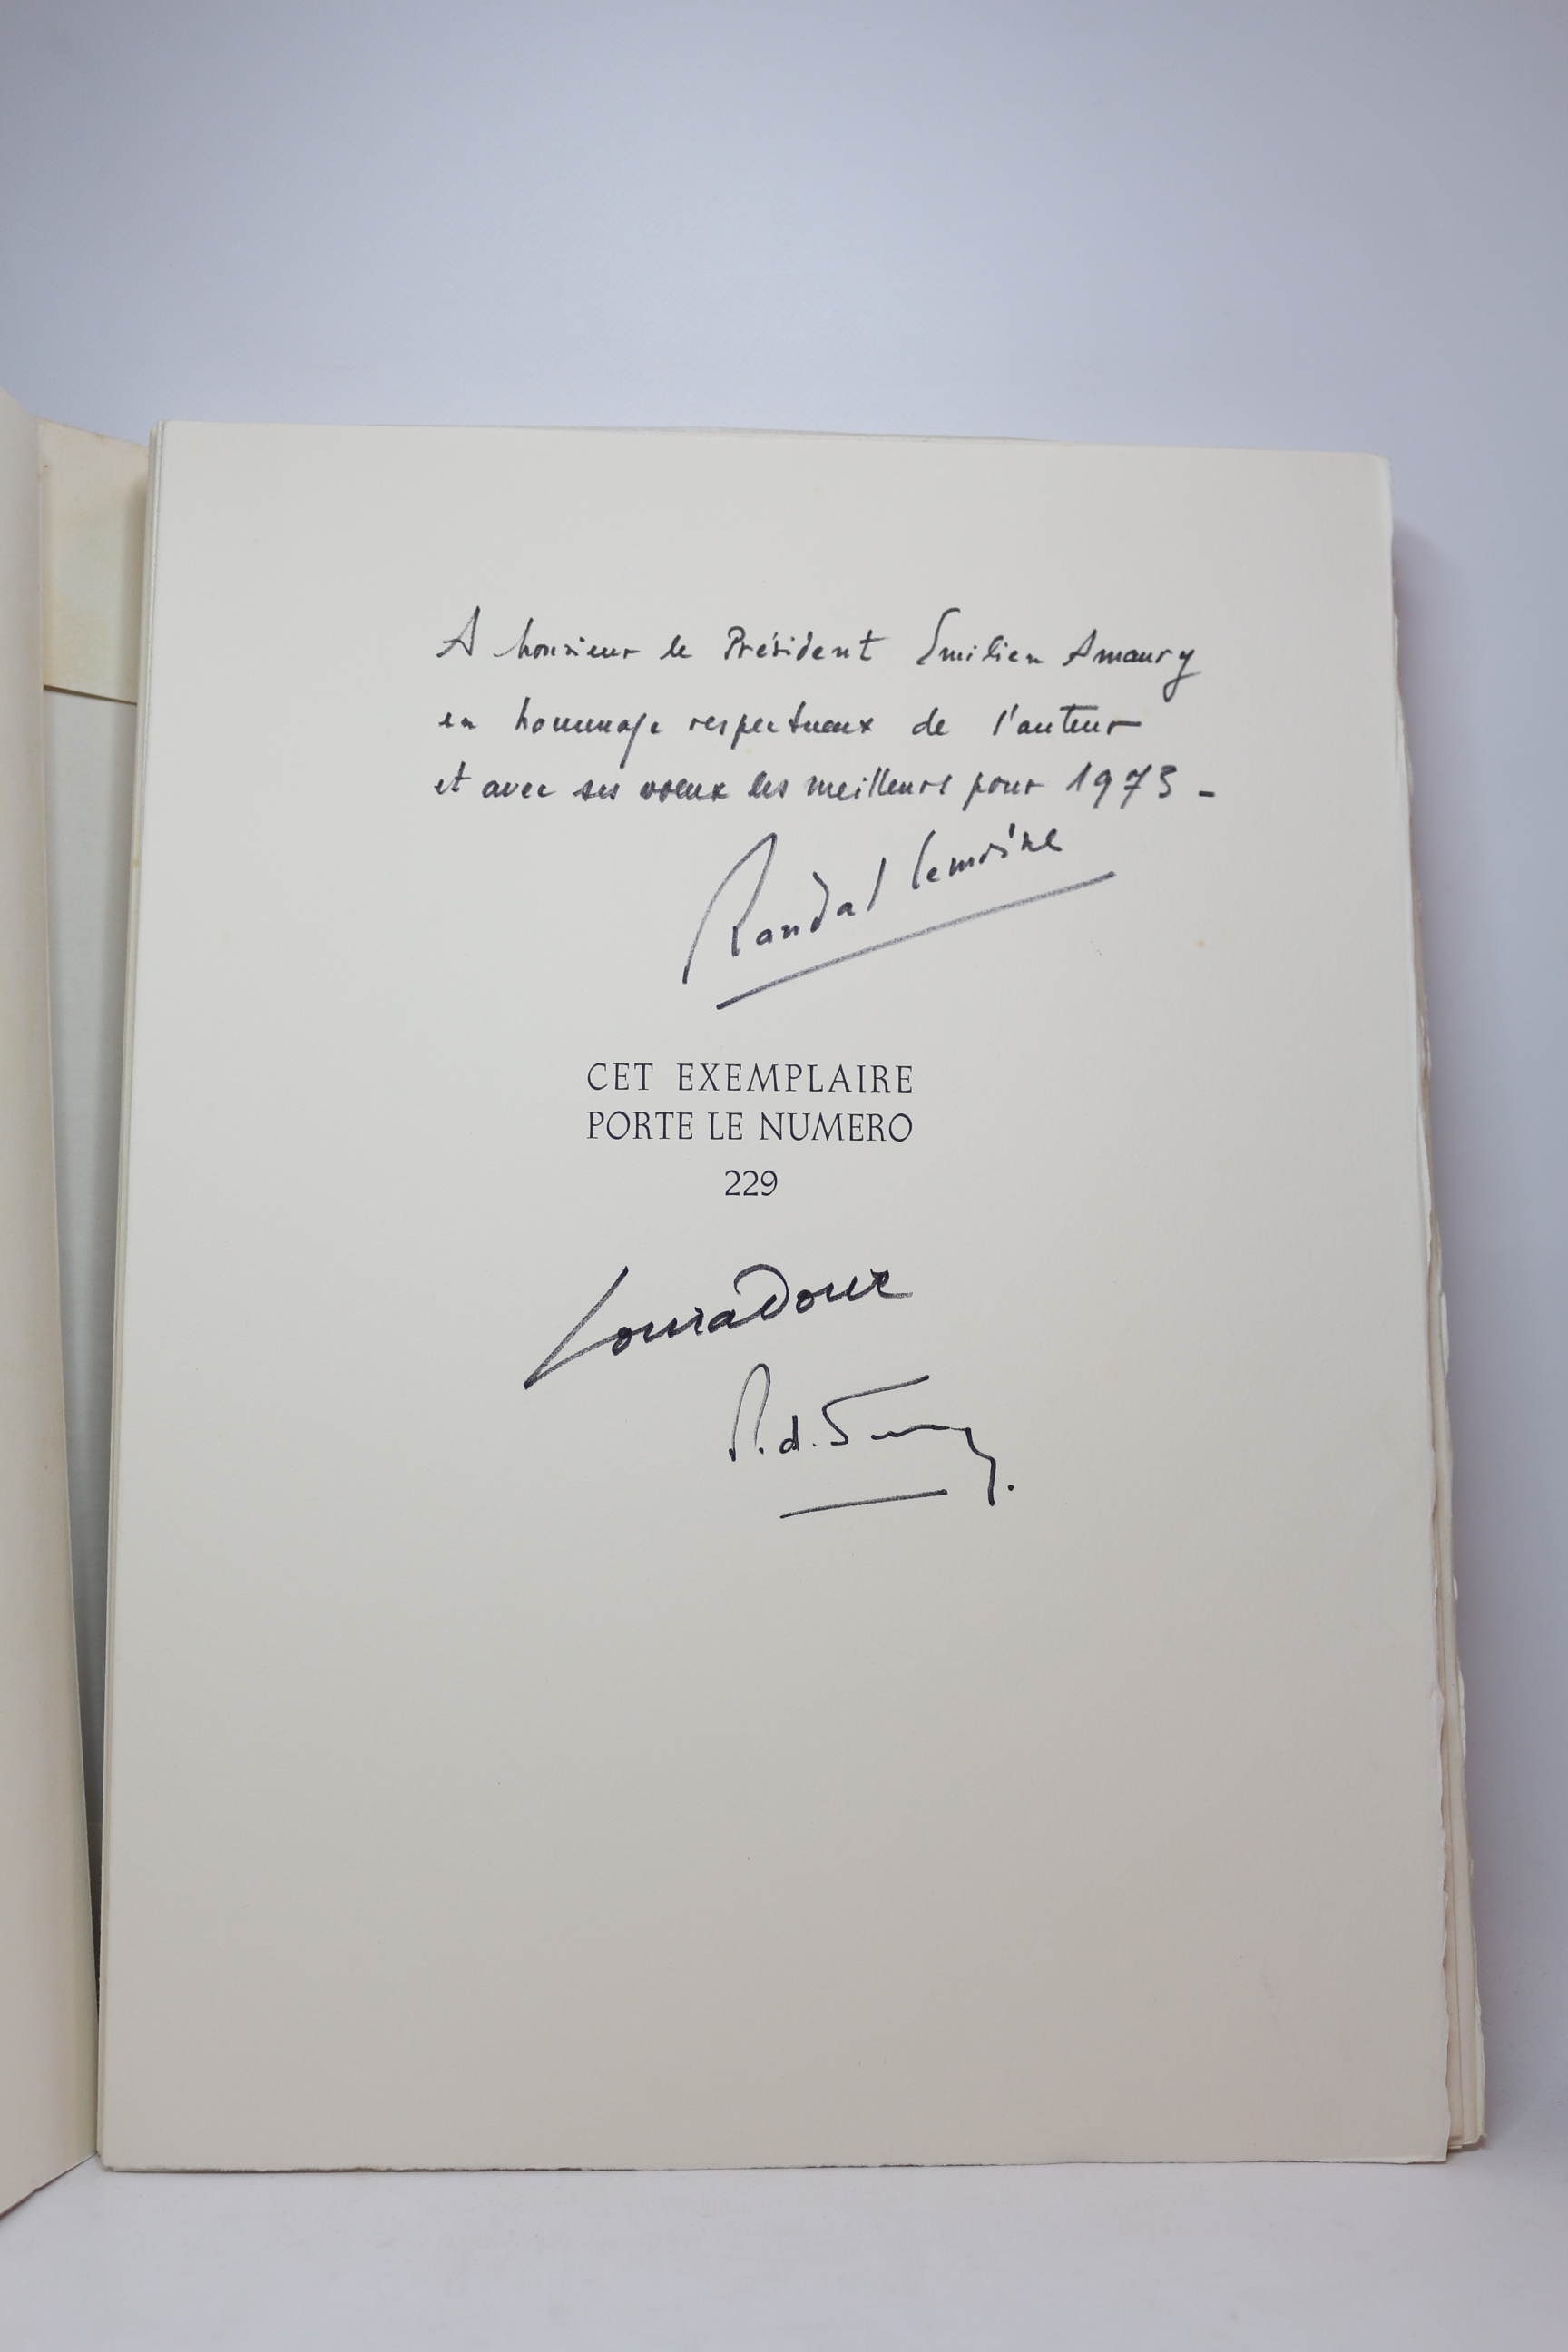 A Monsieur le Président Emilien Amaury
en hommage respectueux de l'auteur
et avec ses voeux les meilleurs pour 1973 -
Randal Lemoine
CET EXEMPLAIRE
PORTE LE NUMERO
229
Louradour
P. d. S